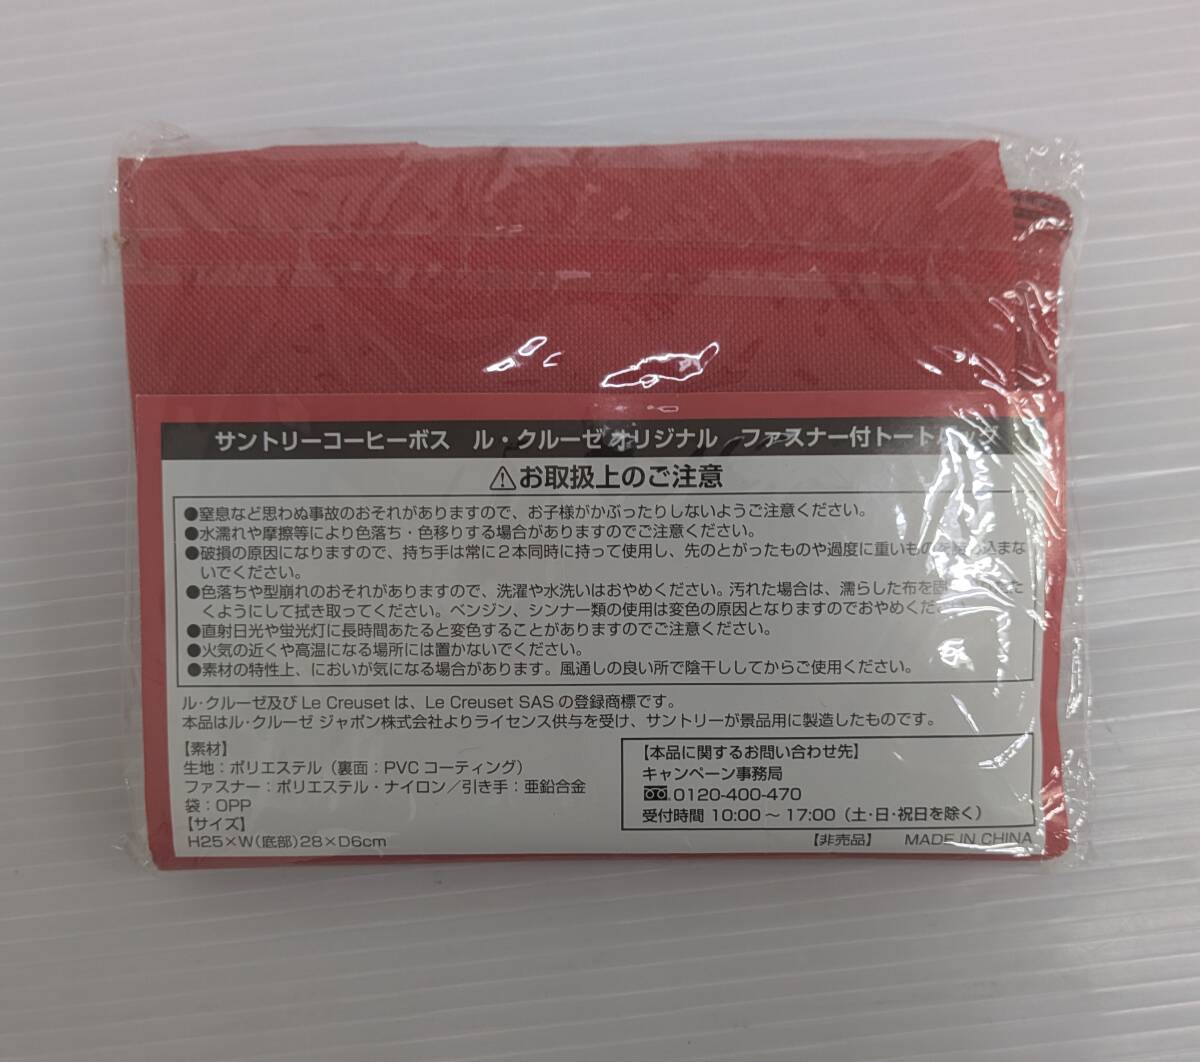 サントリーコーヒーボス　ル・クルーゼ オリジナル　ファスナー付トートバッグ
⚠お取扱上のご注意
●窒息など思わぬ事故のおそれがありますので、お子様がかぶったりしないようご注意ください。
●水濡れや摩擦等により色落ち・色移りする場合がありますのでご注意ください。
●破損の原因になりますので、持ち手は常に２本同時に持って使用し、先のとがったものや過度に重いものを詰め込まな
いでください。
●色落ちや型崩れのおそれがありますので、洗濯や水洗いはおやめください。汚れた場合は、濡らした布を
くようにして拭き取ってください。ベンジン、シンナー類の使用は変色の原因となりますのでおやめください。
●直射日光や蛍光灯に長時間あたると変色することがありますのでご注意ください。
●火気の近くや高温になる場所には置かないでください。
●素材の特性上、においが気になる場合があります。風通しの良い所で陰干ししてからご使用ください。
ル・クルーゼ及び Le Creuset は、Le Creuset SAS の登録商標です。
本品はル・クルーゼ ジャポン株式会社よりライセンス供与を受け、サントリーが景品用に製造したものです。
【素材】
生地：ポリエステル（裏面：PVC コーティング）
ファスナー：ポリエステル・ナイロン／引き手：亜鉛合金
袋：OPP
【サイズ】
H25×W（底部）28×D6cm
【本品に関するお問い合わせ先】
キャンペーン事務局
0120-400-470
受付時間 10:00 〜 17:00（土・日・祝日を除く）
【非売品】　MADE IN CHINA